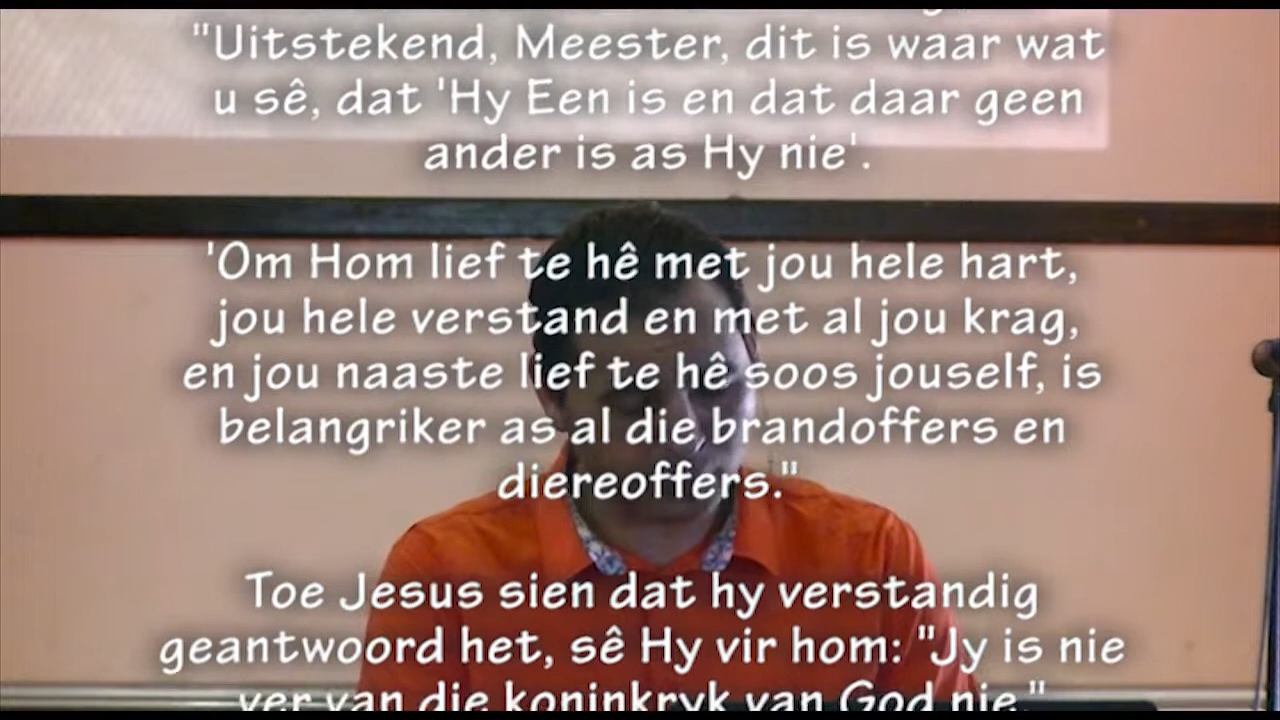 "Uitstekend, Meester, dit is waar wat
u sê, dat 'Hy Een is en dat daar geen
ander is as Hy nie'.
'Om Hom lief te hê met jou hele hart,
jou hele verstand en met al jou krag,
en jou naaste lief te hê soos jouself, is
belangriker as al die brandoffers en
diereoffers."
Toe Jesus sien dat hy verstandig
geantwoord het, sê Hy vir hom: "Jy is nie
ver van die koninkryk van God nie."